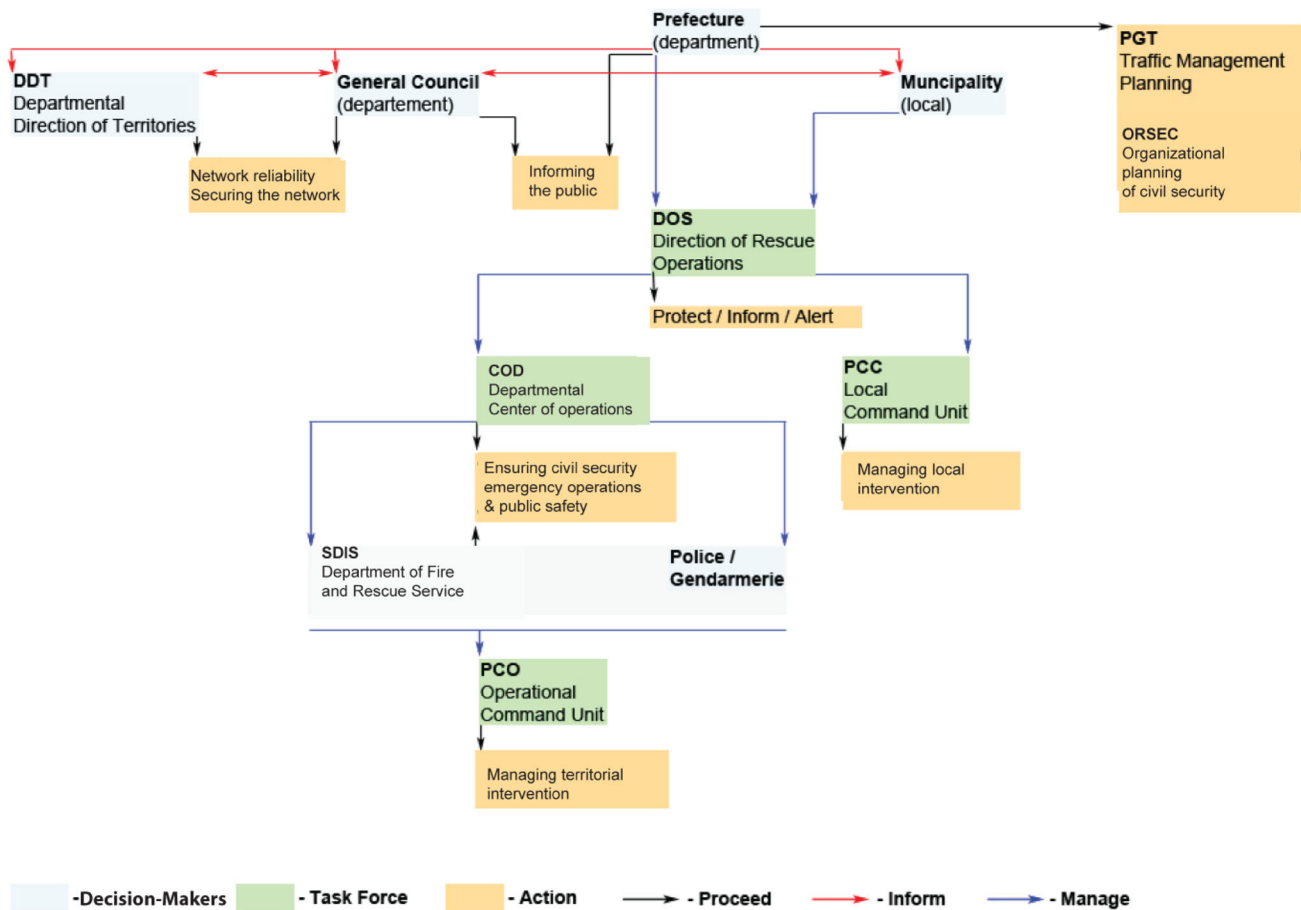 Prefecture
(department)
PGT
Traffic Management
Planning
ORSEC
Organizational
planning
of civil security
DDT
Departmental
Direction of Territories
General Council
(departement)
Muncipality
(local)
Network reliability
Securing the network
Informing
the public
DOS
Direction of Rescue
Operations
Protect / Inform / Alert
COD
Departmental
Center of operations
PCC
Local
Command Unit
Ensuring civil security
emergency operations
& public safety
Managing local
intervention
SDIS
Department of Fire
and Rescue Service
Police /
Gendarmerie
PCO
Operational
Command Unit
Managing territorial
intervention
-Decision-Makers
- Task Force
- Action
- Proceed
- Inform
- Manage